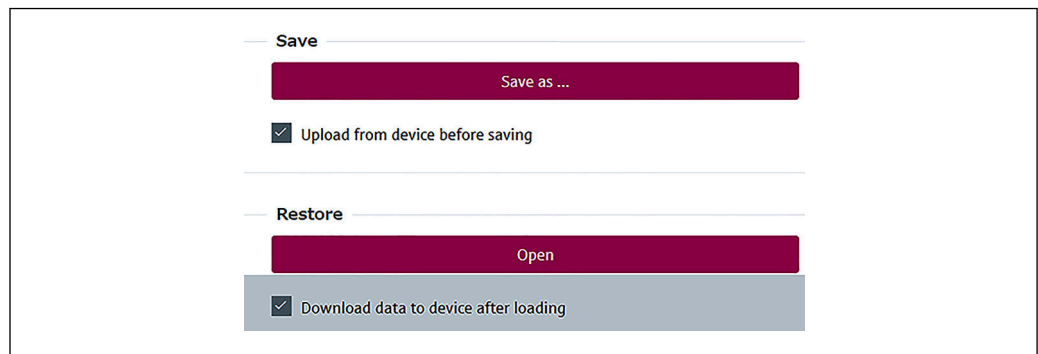 Save
Save as ...
Upload from device before saving
Restore
Open
Download data to device after loading